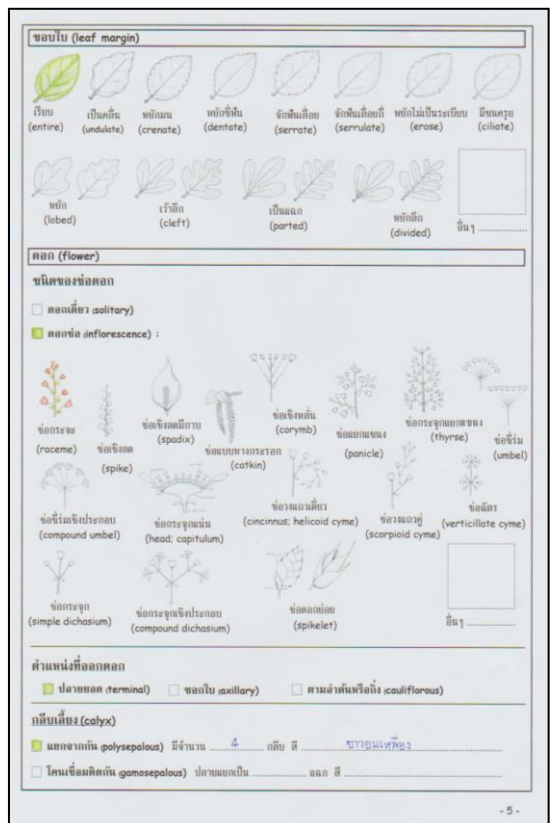 ขอบใบ (leaf margin)
เรียบ เป็นคลื่น หยักมน หยักซี่ฟัน จักฟันเลื่อย จักฟันเลื่อยถี่ หยักไม่เป็นระเบียบ มีขนครุย
(entire) (undulate) (crenate) (dentate) (serrate) (serrulate) (erose) (ciliate)
หยัก เว้าลึก เป็นแฉก หยักลึก
(lobed) (cleft) (parted) (divided) อื่นๆ ..............
ดอก (flower)
ชนิดของช่อดอก
ดอกเดี่ยว (solitary)
ดอกช่อ (inflorescence) :
ช่อกระจะ ช่อเชิงลด ช่อเชิงลดมีกาบ ช่อแบบหางกระรอก ช่อเชิงหลั่น ช่อแยกแขนง ช่อกระจุกแยกแขนง ช่อซี่ร่ม
(raceme) (spike) (spadix) (catkin) (corymb) (panicle) (thyrse) (umbel)
ช่อซี่ร่มเชิงประกอบ ช่อกระจุกแน่น ช่อวงแถวเดี่ยว ช่อวงแถวคู่ ช่อฉัตร
(compound umbel) (head; capitulum) (cincinnus; helicoid cyme) (scorpioid cyme) (verticillate cyme)
ช่อกระจุก ช่อกระจุกเชิงประกอบ ช่อดอกย่อย
(simple dichasium) (compound dichasium) (spikelet) อื่นๆ ..............
ตำแหน่งที่ออกดอก
ปลายยอด (terminal) ซอกใบ (axillary) ตามลำต้นหรือกิ่ง (cauliflorous)
กลีบเลี้ยง (calyx)
แยกจากกัน (polysepalous) มีจำนวน 4 กลีบ สี ขาวอมเหลือง
โคนเชื่อมติดกัน (gamosepalous) ปลายแยกเป็น .............. แฉก สี ..............
- 5 -